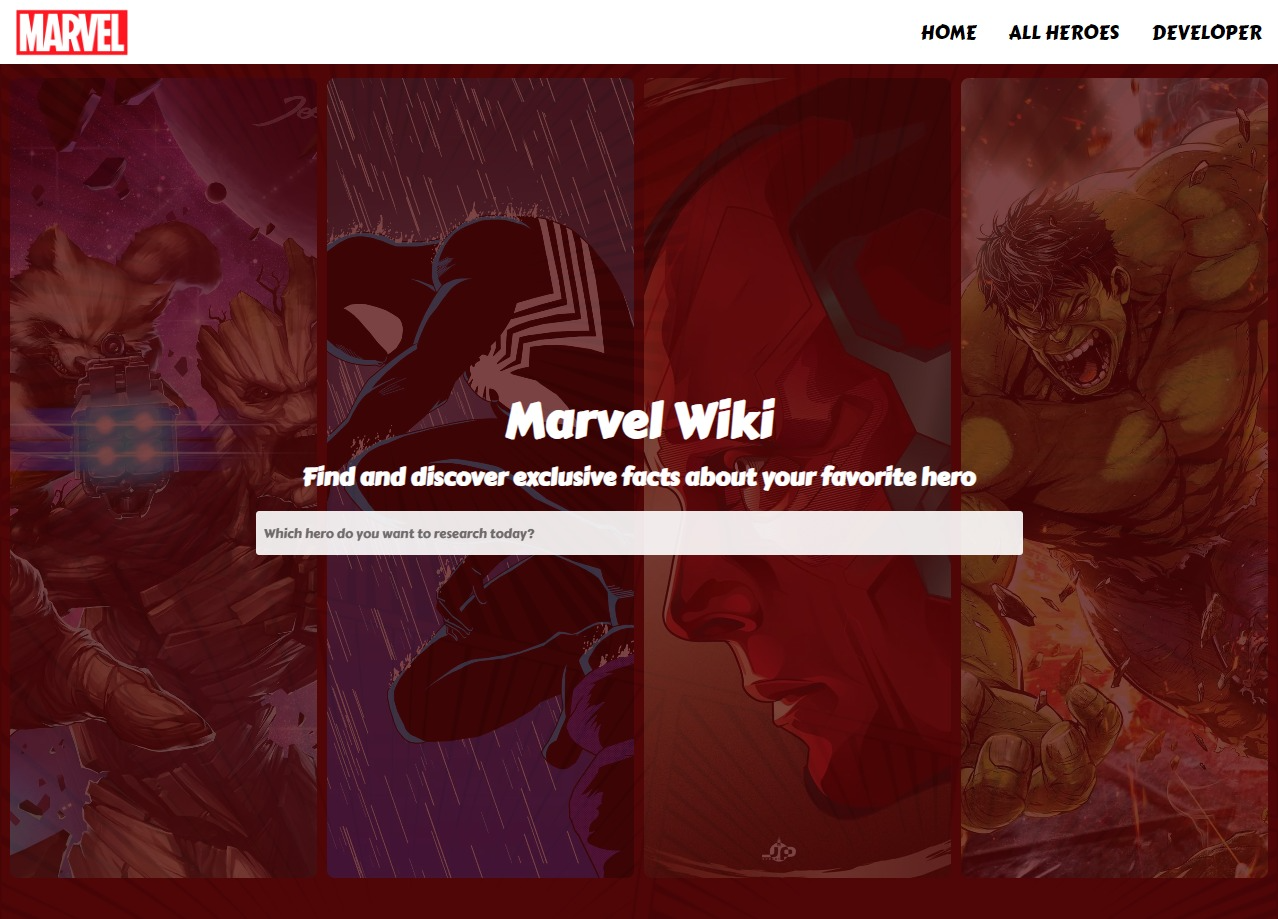 MARVEL
HOME
ALL HEROES
DEVELOPER
Marvel Wiki
Find and discover exclusive facts about your favorite hero
Which hero do you want to research today?